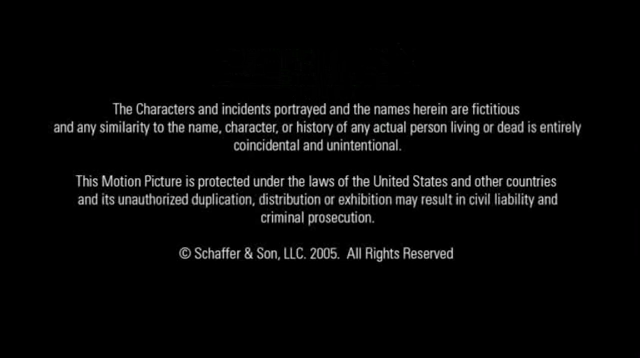 The Characters and incidents portrayed and the names herein are fictitious
and any similarity to the name, character, or history of any actual person living or dead is entirely
coincidental and unintentional.
This Motion Picture is protected under the laws of the United States and other countries
and its unauthorized duplication, distribution or exhibition may result in civil liability and
criminal prosecution.
© Schaffer & Son, LLC. 2005. All Rights Reserved